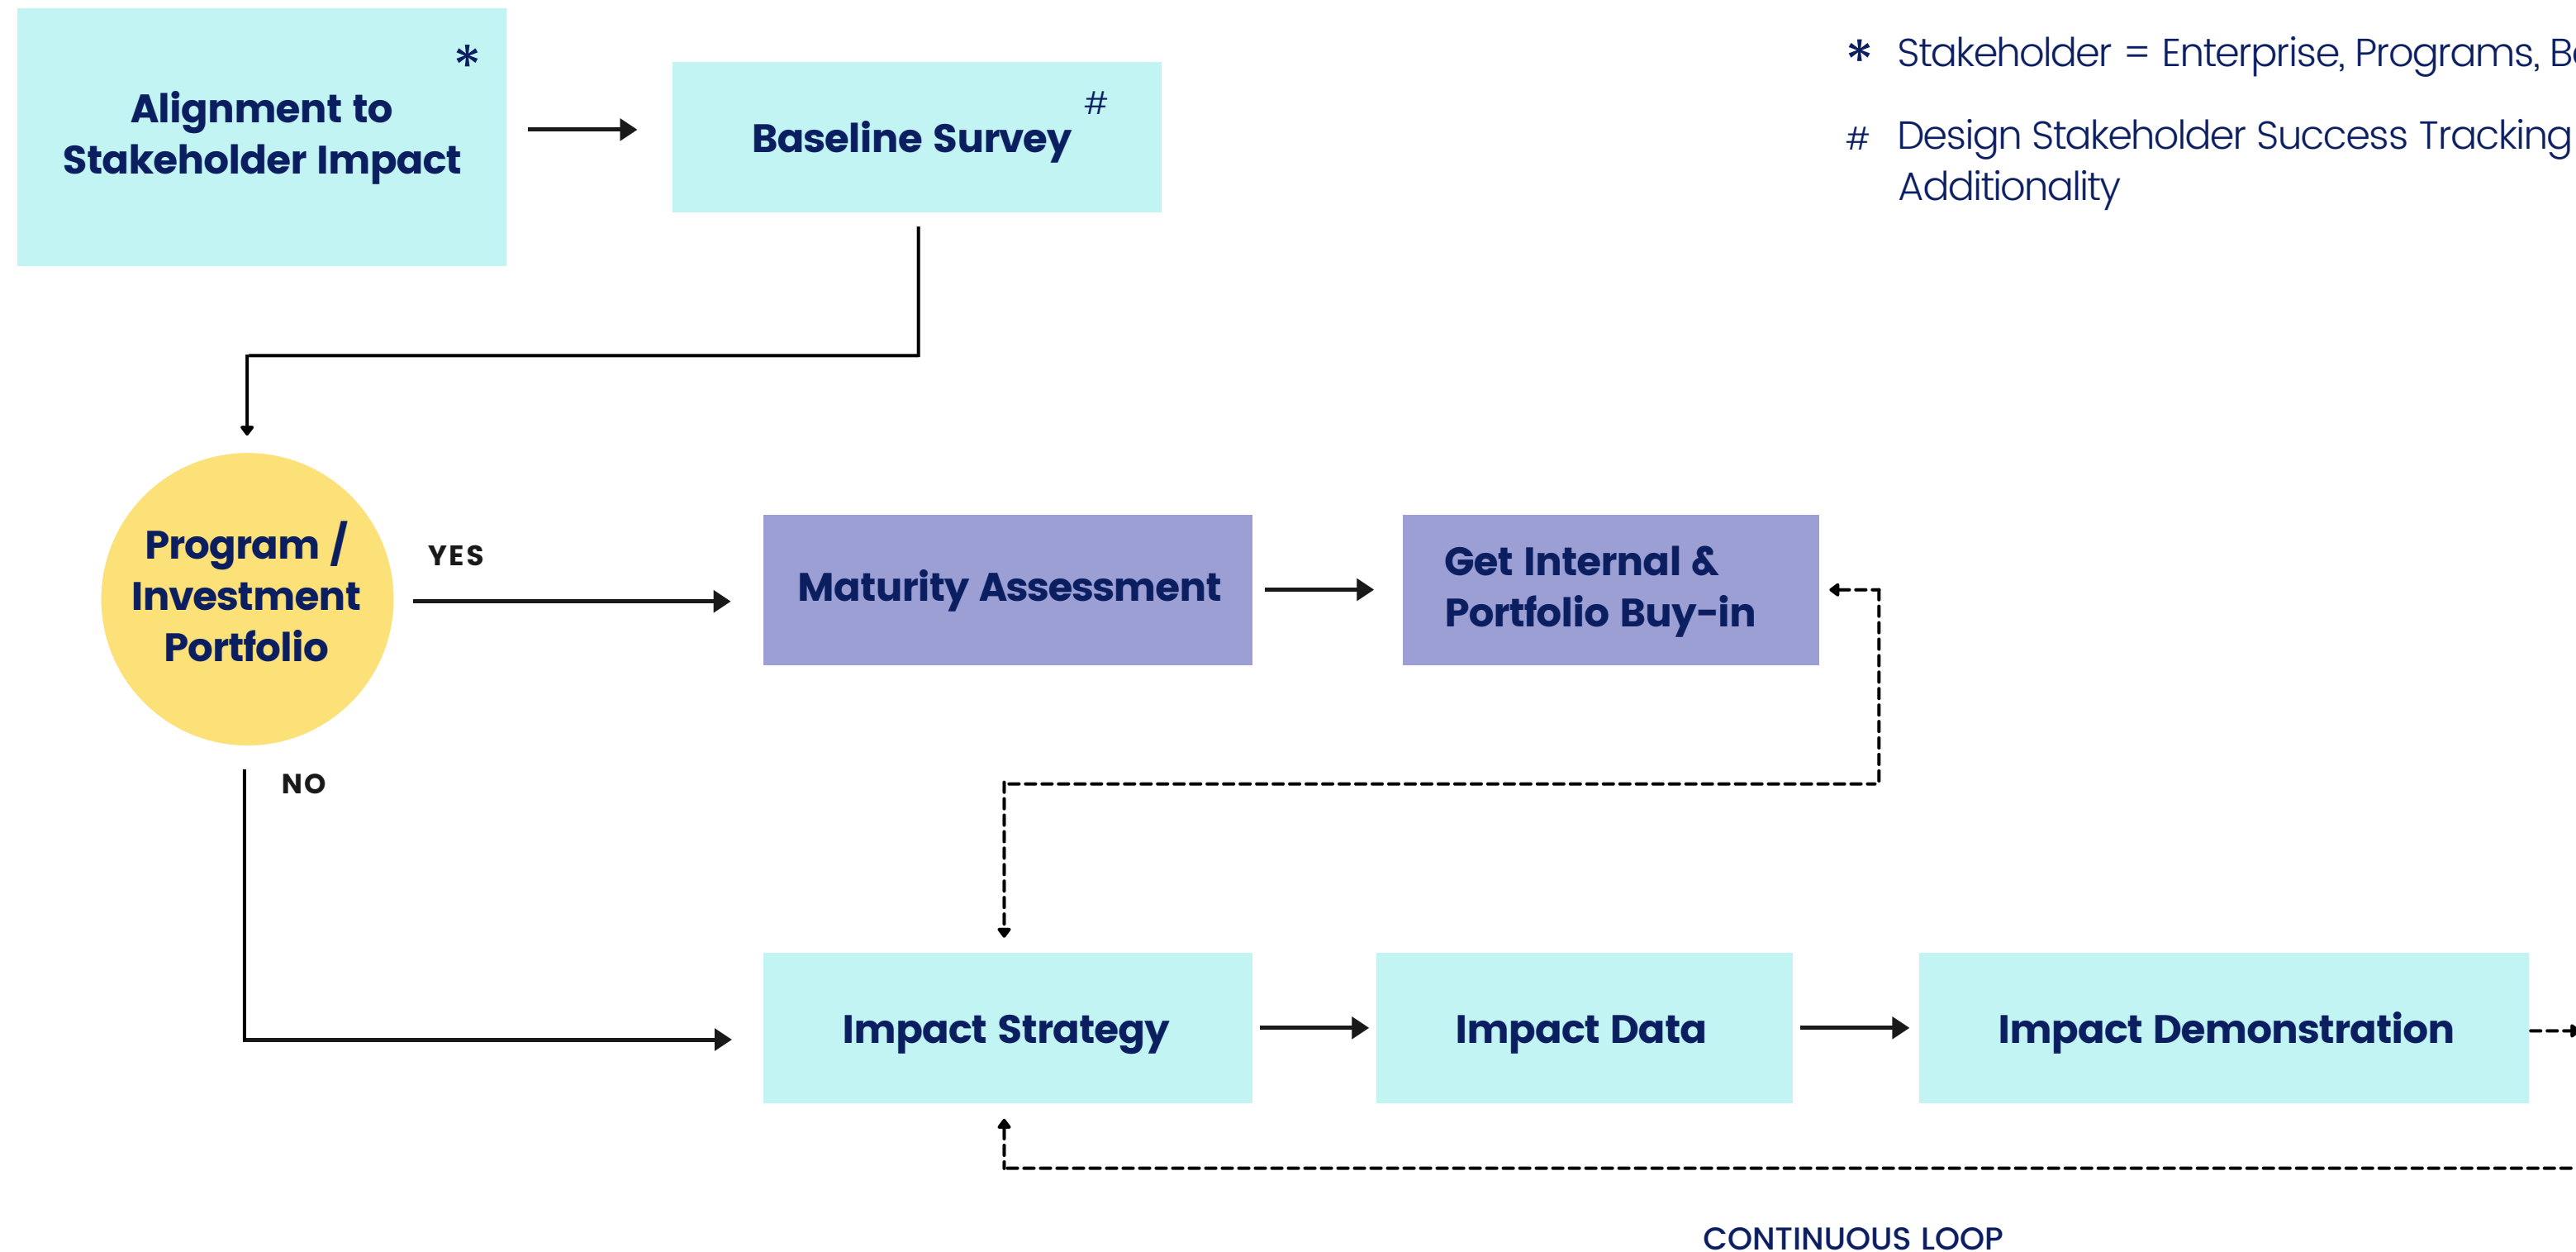 *
Alignment to
Stakeholder Impact
#
Baseline Survey
* Stakeholder = Enterprise, Programs,
# Design Stakeholder Success Tracking
Additionality
Program /
Investment
Portfolio
YES
NO
Maturity Assessment
Get Internal &
Portfolio Buy-in
Impact Strategy
Impact Data
Impact Demonstration
CONTINUOUS LOOP